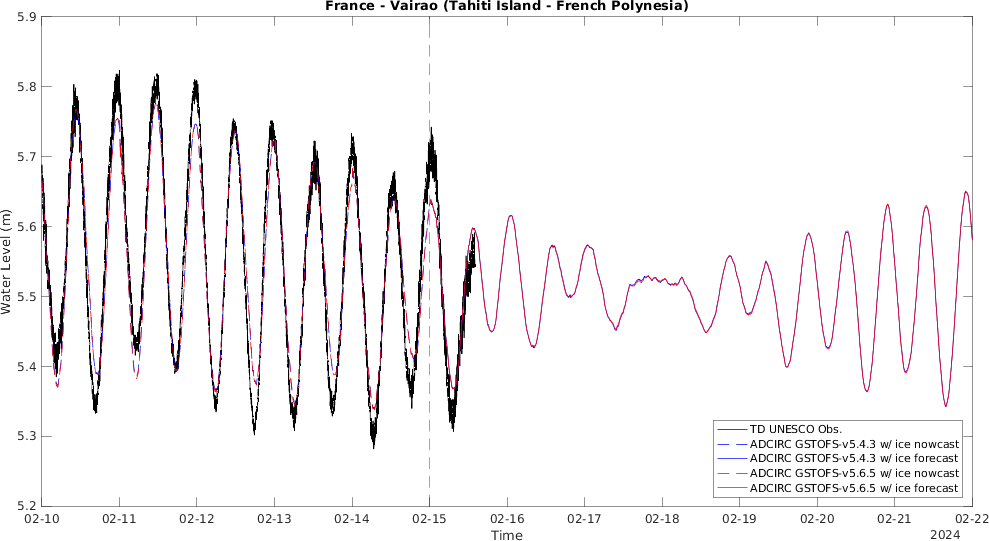 France - Vairao (Tahiti Island - French Polynesia)
5.9
5.8
5.7
5.6
5.5
5.4
5.3
5.2
Water Level (m)
02-10 02-11 02-12 02-13 02-14 02-15 02-16 02-17 02-18 02-19 02-20 02-21 02-22
Time
2024
TD UNESCO Obs.
ADCIRC GSTOFS-v5.4.3 w/ ice nowcast
ADCIRC GSTOFS-v5.4.3 w/ ice forecast
ADCIRC GSTOFS-v5.6.5 w/ ice nowcast
ADCIRC GSTOFS-v5.6.5 w/ ice forecast